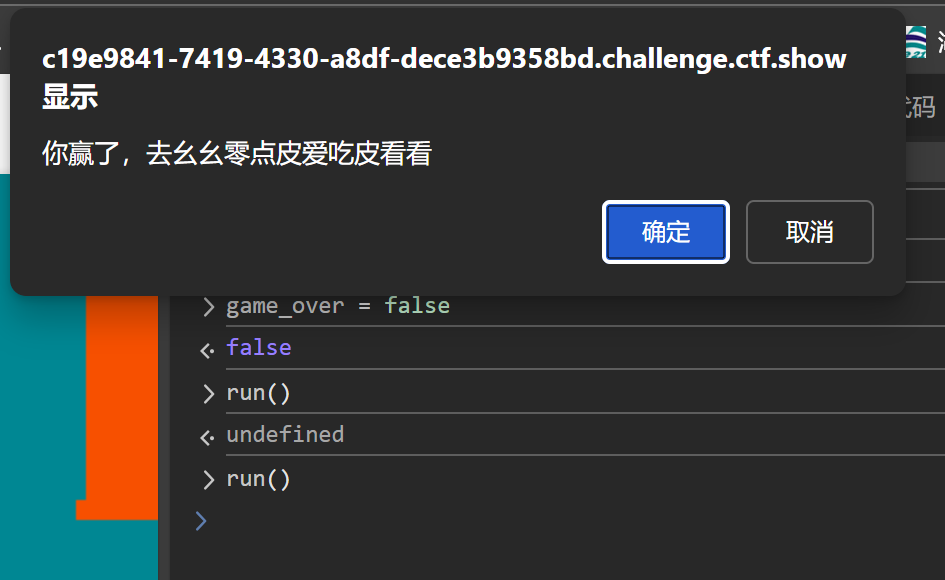 c19e9841-7419-4330-a8df-dece3b9358bd.challenge.ctf.show
显示
你赢了，去幺幺零点皮爱吃皮看看
确定 取消
代码
> game_over = false
<· false
> run()
<· undefined
> run()
>